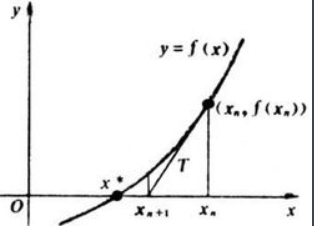 y
y = f(x)
(xₙ, f(xₙ))
T
x*
O
xₙ₊₁
xₙ
x